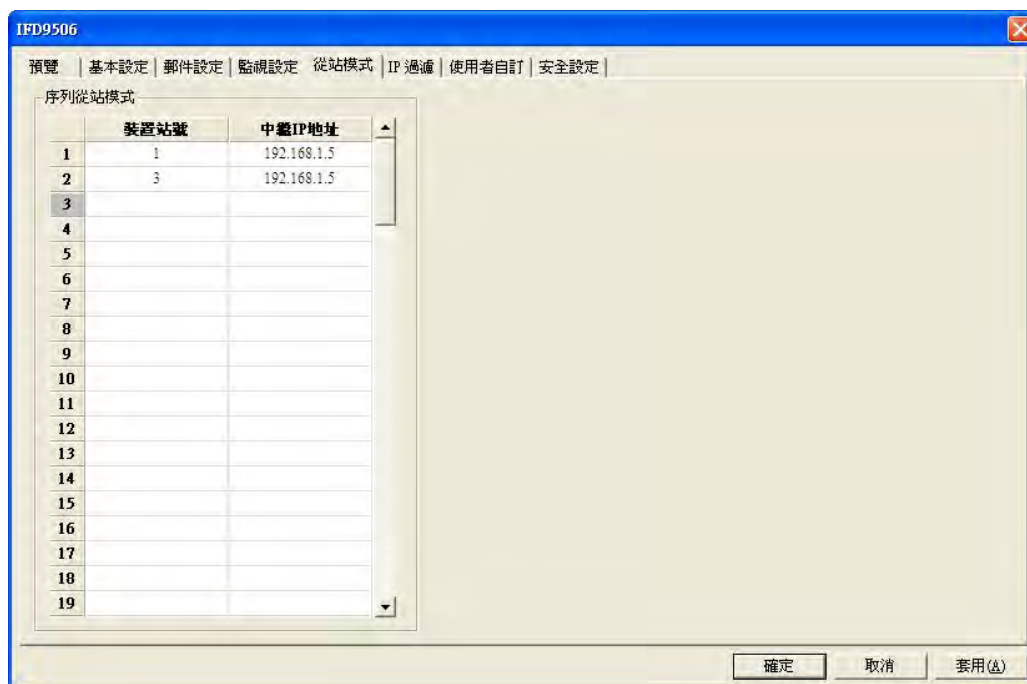 IFD9506
預覽 基本設定 郵件設定 監視設定 從站模式 IP 過濾 使用者自訂 安全設定
序列從站模式
裝置站號 中繼IP地址
1 1 192.168.1.5
2 3 192.168.1.5
3
4
5
6
7
8
9
10
11
12
13
14
15
16
17
18
19
確定 取消 套用(A)